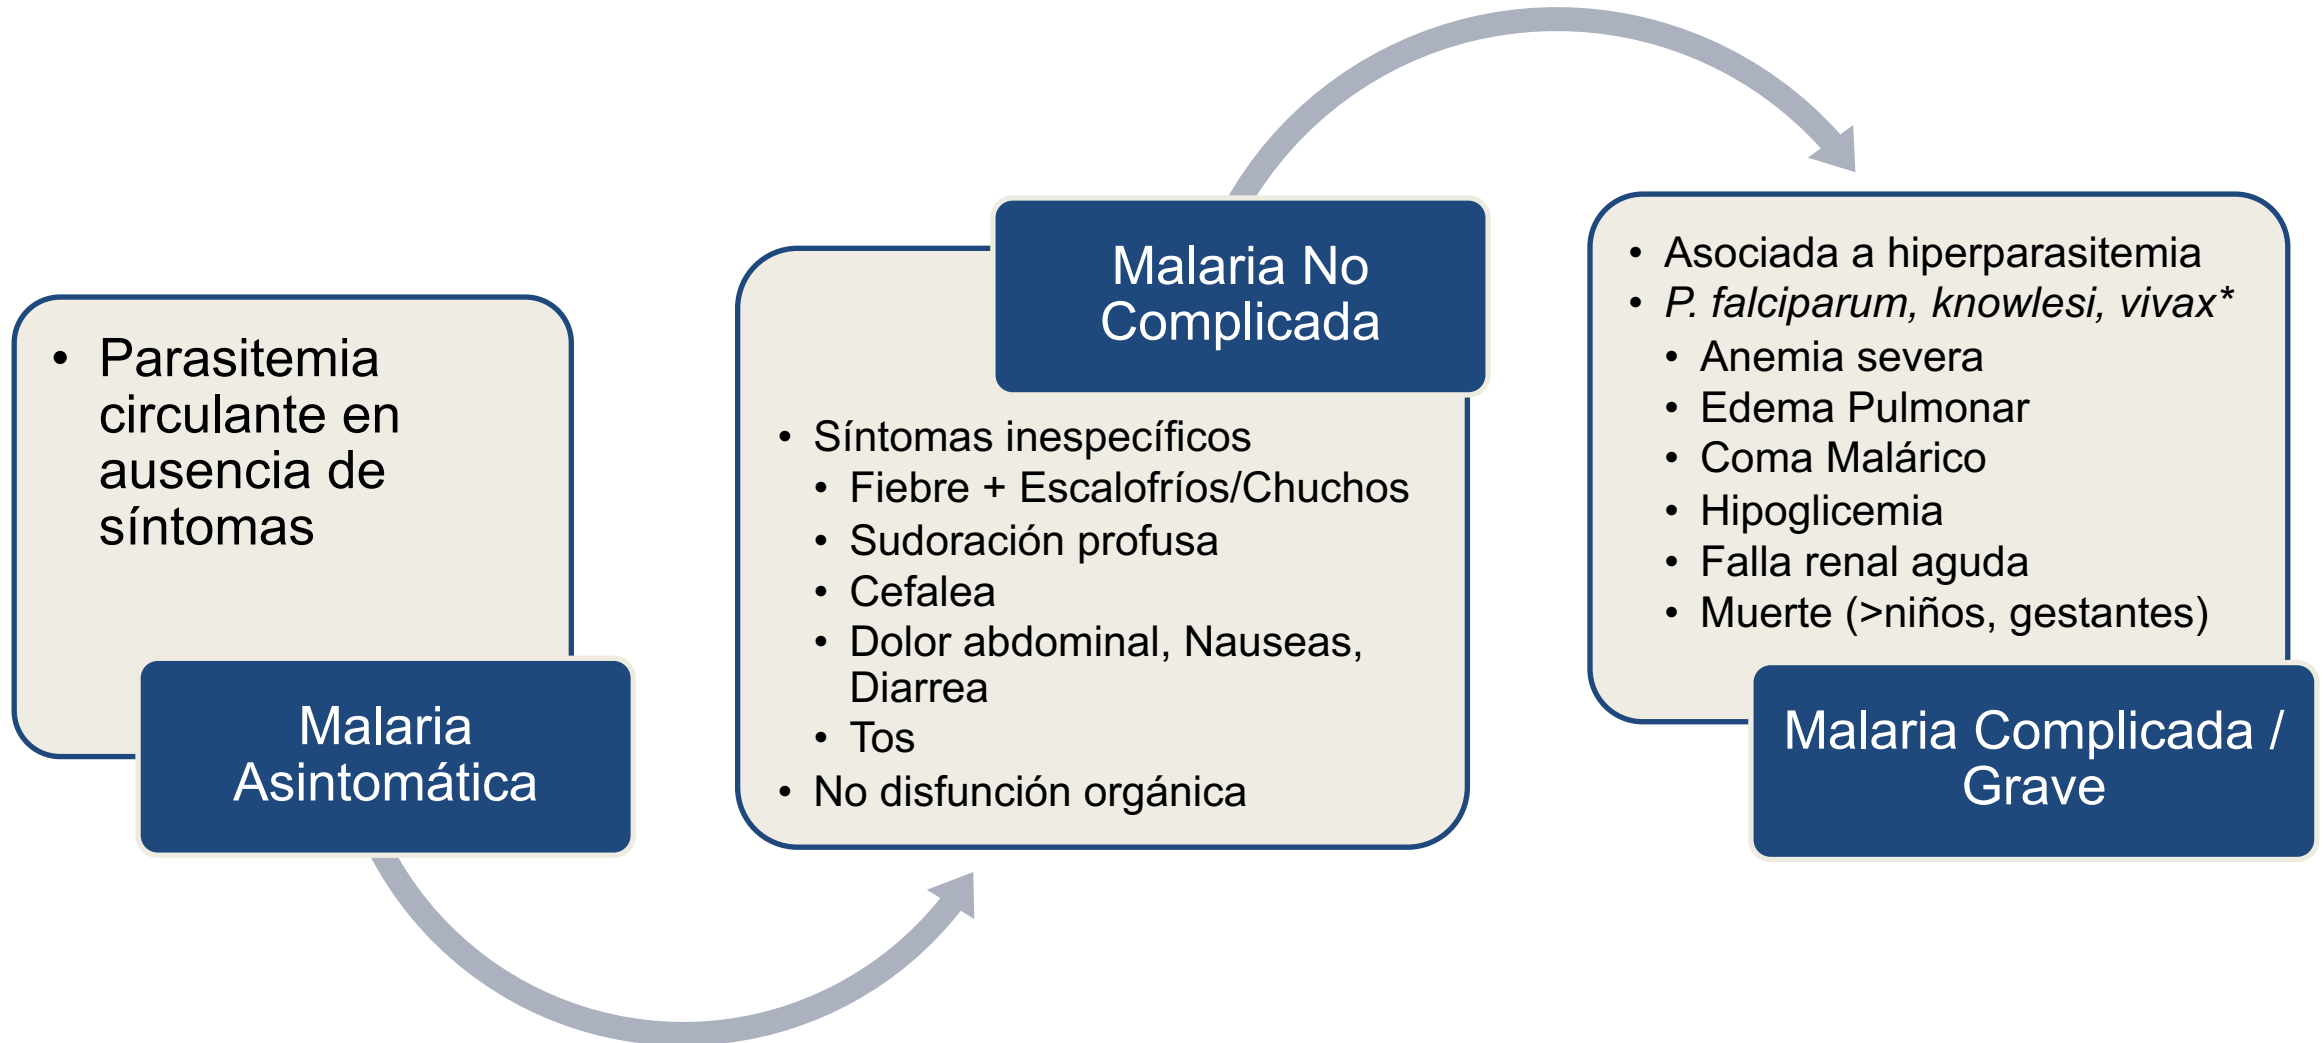 • Parasitemia
circulante en
ausencia de
síntomas
Malaria
Asintomática
Malaria No
Complicada
• Síntomas inespecíficos
• Fiebre + Escalofríos/Chuchos
• Sudoración profusa
• Cefalea
• Dolor abdominal, Nauseas,
Diarrea
• Tos
• No disfunción orgánica
• Asociada a hiperparasitemia
• P. falciparum, knowlesi, vivax*
• Anemia severa
• Edema Pulmonar
• Coma Malárico
• Hipoglicemia
• Falla renal aguda
• Muerte (>niños, gestantes)
Malaria Complicada /
Grave